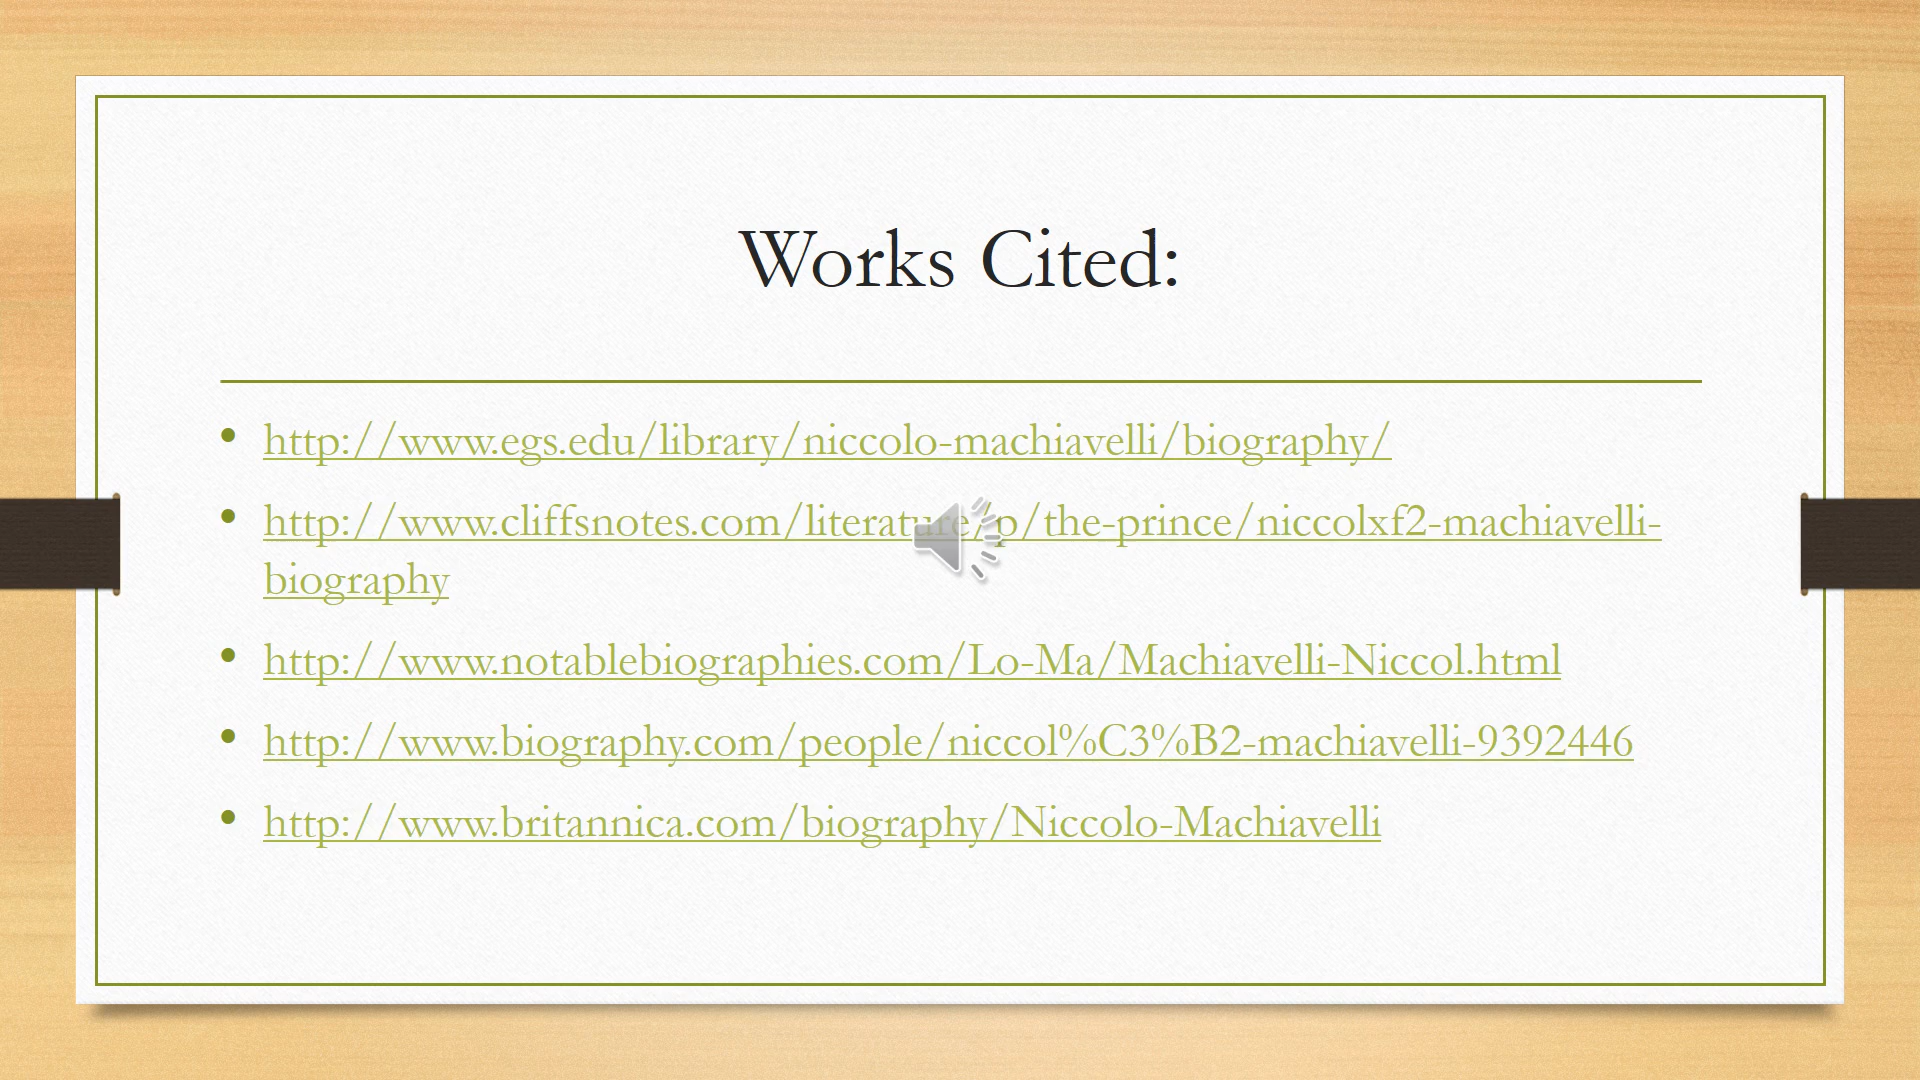 Works Cited:
• http://www.egs.edu/library/niccolo-machiavelli/biography/
• http://www.cliffsnotes.com/literature/p/the-prince/niccolxf2-machiavelli-
biography
• http://www.notablebiographies.com/Lo-Ma/Machiavelli-Niccol.html
• http://www.biography.com/people/niccol%C3%B2-machiavelli-9392446
• http://www.britannica.com/biography/Niccolo-Machiavelli